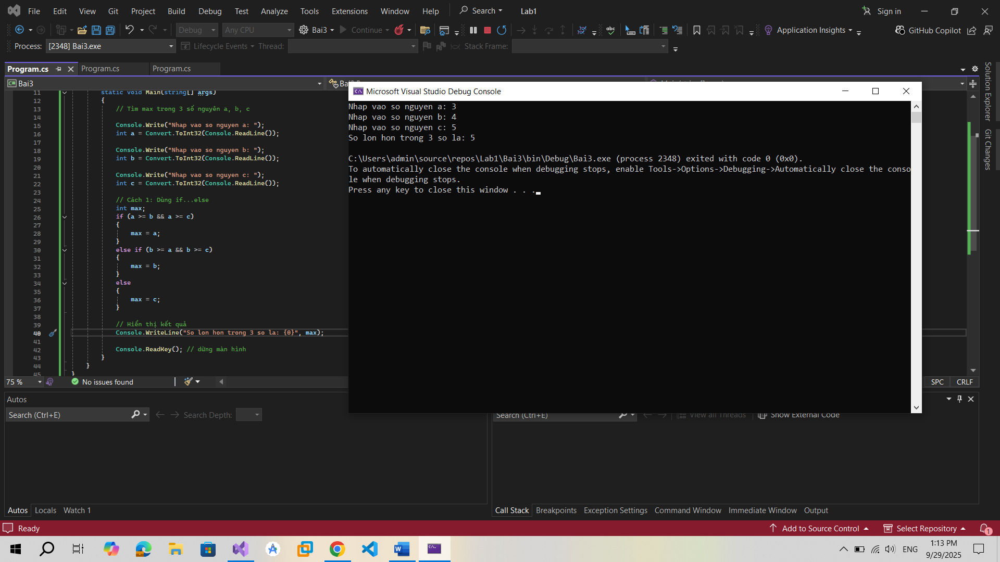 File Edit View Git Project Build Debug Test Analyze Tools Extensions Window Help Search Lab1 Sign in
Debug Any CPU Bai3 Continue Application Insights GitHub Copilot
Process: [2348] Bai3.exe Lifecycle Events Thread: Stack Frame:
Program.cs Program.cs Program.cs
Bai3
11 static void Main(string[] args)
12 {
13 // Tìm max trong 3 số nguyên a, b, c
14
15 Console.Write("Nhap vao so nguyen a: ");
16 int a = Convert.ToInt32(Console.ReadLine());
17
18 Console.Write("Nhap vao so nguyen b: ");
19 int b = Convert.ToInt32(Console.ReadLine());
20
21 Console.Write("Nhap vao so nguyen c: ");
22 int c = Convert.ToInt32(Console.ReadLine());
23
24 // Cách 1: Dùng if...else
25 int max;
26 if (a >= b && a >= c)
27 {
28 max = a;
29 }
30 else if (b >= a && b >= c)
31 {
32 max = b;
33 }
34 else
35 {
36 max = c;
37 }
38
39 // Hiển thị kết quả
40 Console.WriteLine("So lon hon trong 3 so la: {0}", max);
41
42 Console.ReadKey(); // dừng màn hình
43 }
44 }
45 }
75 % No issues found SPC CRLF
Microsoft Visual Studio Debug Console
Nhap vao so nguyen a: 3
Nhap vao so nguyen b: 4
Nhap vao so nguyen c: 5
So lon hon trong 3 so la: 5
C:\Users\admin\source\repos\Lab1\Bai3\bin\Debug\Bai3.exe (process 2348) exited with code 0 (0x0).
To automatically close the console when debugging stops, enable Tools->Options->Debugging->Automatically close the conso
le when debugging stops.
Press any key to close this window . . .
Solution Explorer
Git Changes
Autos
Search (Ctrl+E) Search Depth:
Search (Ctrl+E) View all Threads Show External Code
Autos Locals Watch 1
Call Stack Breakpoints Exception Settings Command Window Immediate Window Output
Ready Add to Source Control Select Repository 1
ENG 1:13 PM
9/29/2025